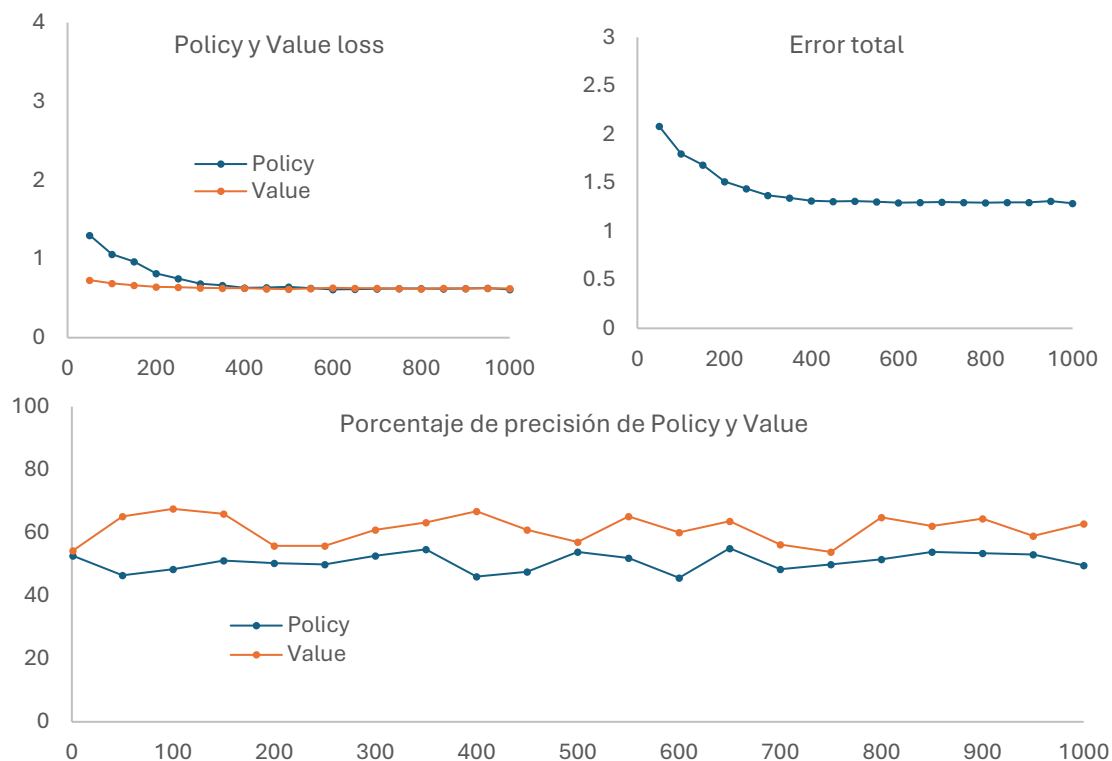 Policy y Value loss
4
3
2
1
0
Policy
Value
0 200 400 600 800 1000
Error total
3
2.5
2
1.5
1
0.5
0
0 200 400 600 800 1000
Porcentaje de precisión de Policy y Value
100
80
60
40
20
0
Policy
Value
0 100 200 300 400 500 600 700 800 900 1000